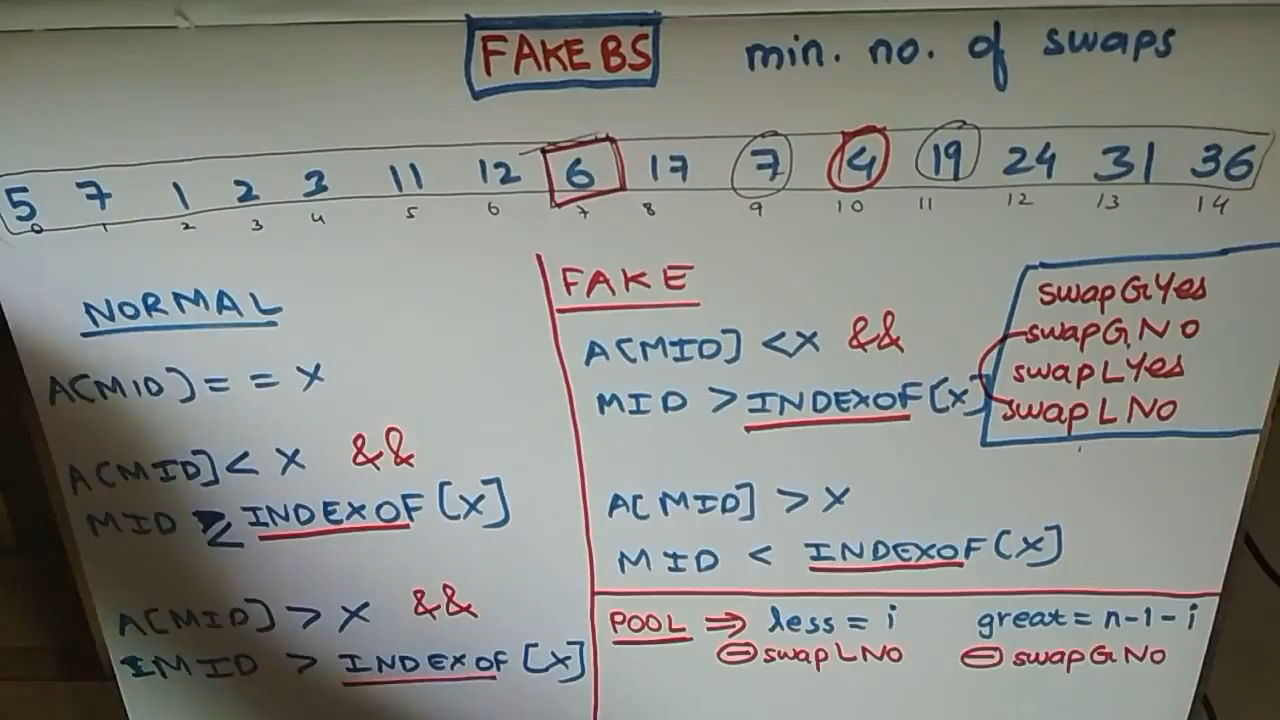 FAKE BS min. no. of swaps
5 7 1 2 3 11 12 6 17 7 14 19 24 31 36
0 1 2 3 4 5 6 7 8 9 10 11 12 13 14
NORMAL
A[MID] == X
A[MID] < X &&
MID INDEXOF[X]
A[MID] > X &&
MID > INDEXOF[X]
FAKE
A[MID] < X &&
MID > INDEXOF[X]
A[MID] > X
MID < INDEXOF[X]
swapGYes
swapGNO
swapLYes
swapLNO
POOL ⇒ less = i great = n-1-i
⊖ swapLNO ⊖ swapGNO